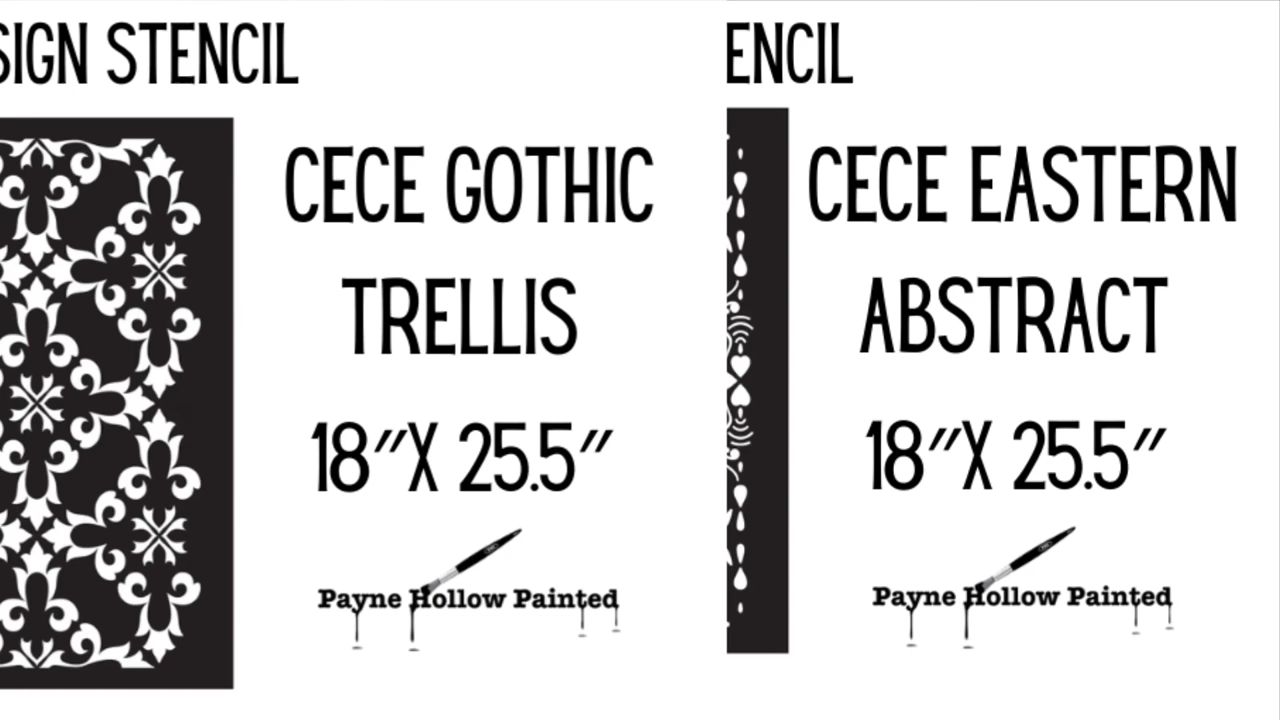 SIGN STENCIL
CECE GOTHIC
TRELLIS
18"X 25.5"
Payne Hollow Painted
ENCIL
CECE EASTERN
ABSTRACT
18"X 25.5"
Payne Hollow Painted